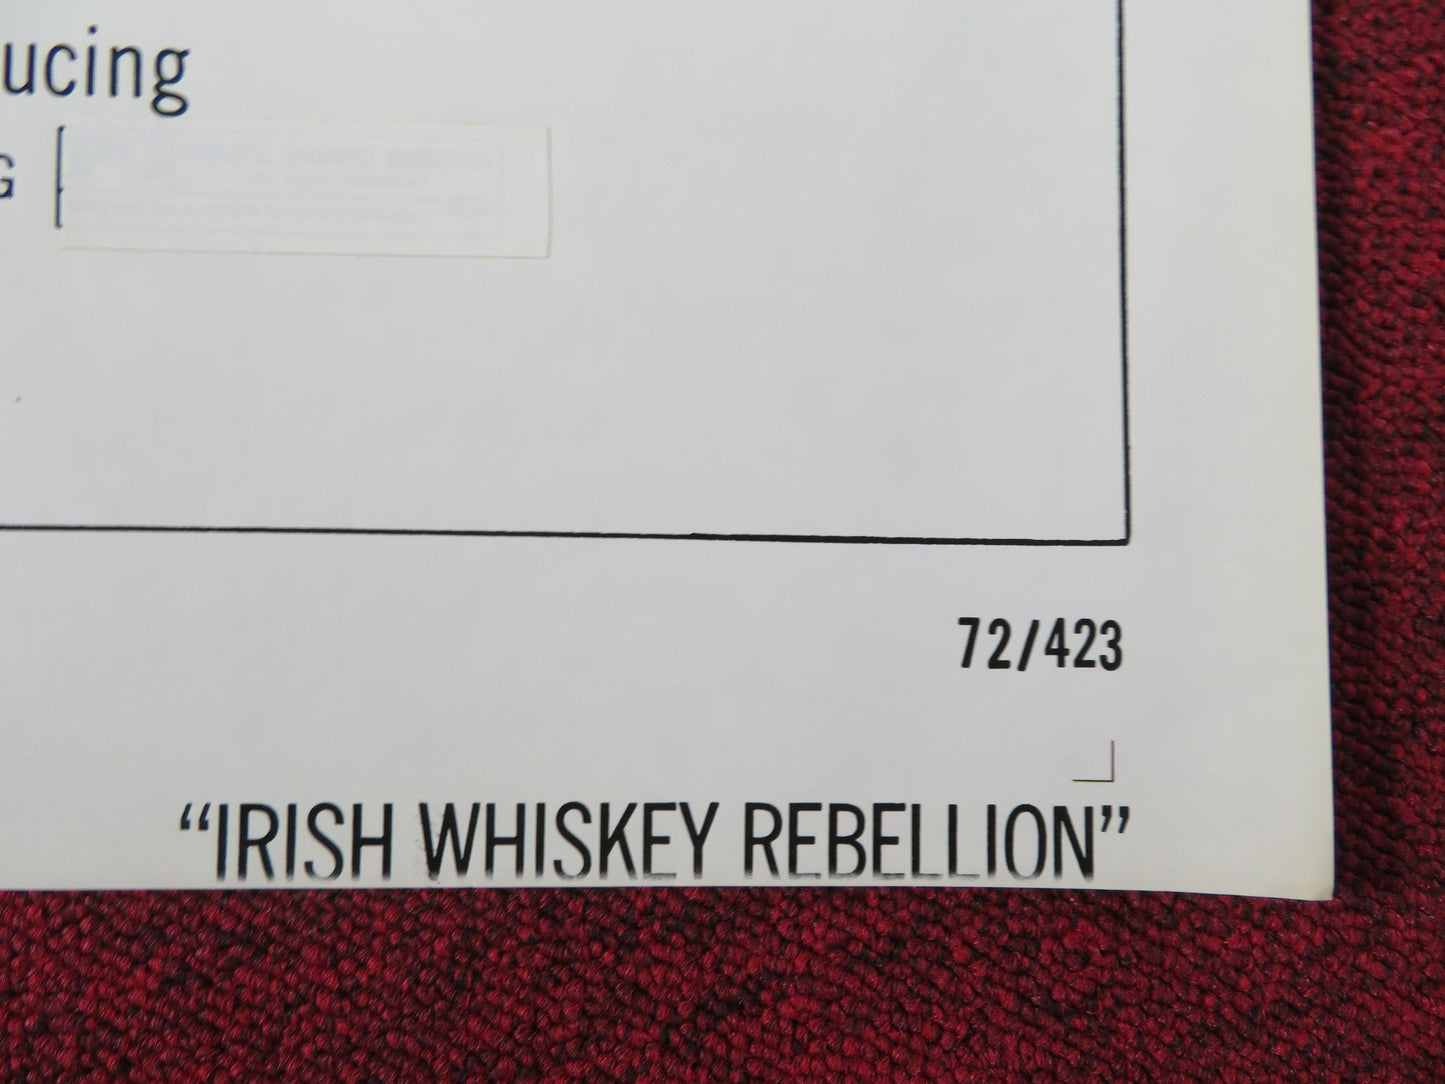 ucing
G
72/423
“IRISH WHISKEY REBELLION”